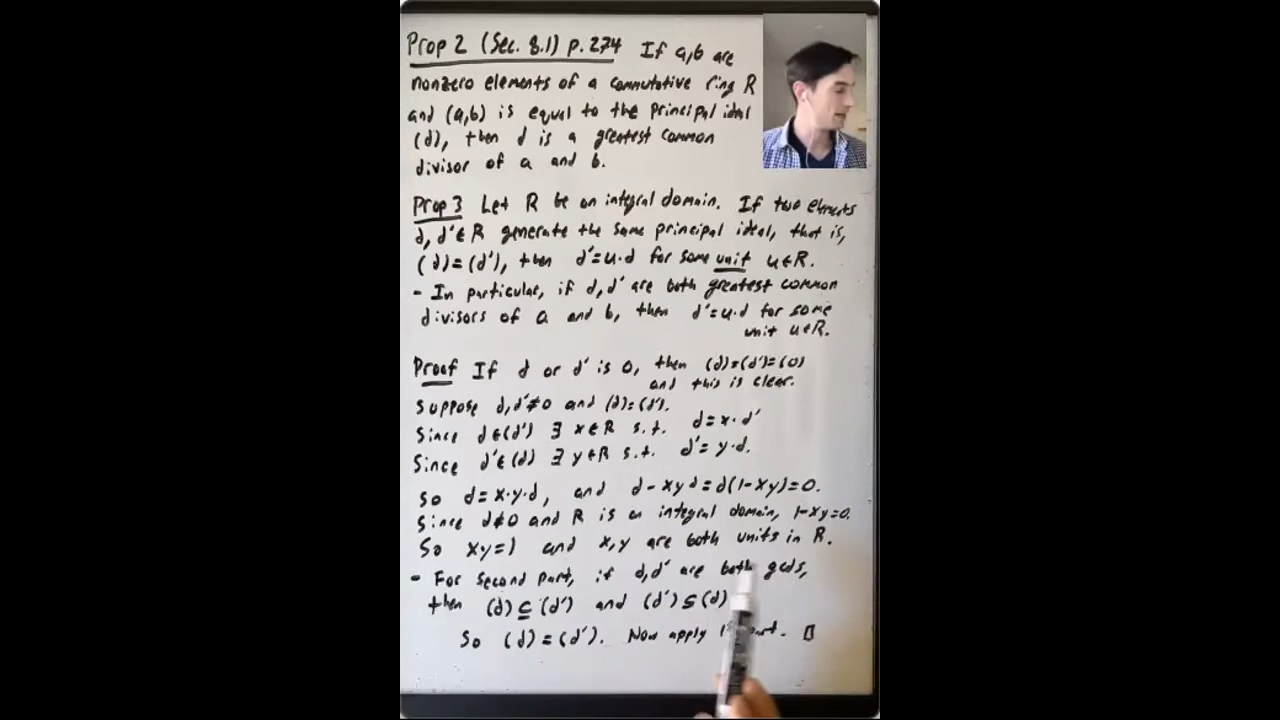 Prop 2 (Sec. 8.1) p.274 If a,b are
nonzero elements of a commutative ring R
and (a,b) is equal to the principal ideal
(d), then d is a greatest common
divisor of a and b.
Prop 3 Let R be an integral domain. If two elements
d, d'∈R generate the same principal ideal, that is,
(d)=(d'), then d'=u·d for some unit u∈R.
- In particular, if d,d' are both greatest common
divisors of a and b, then d'=u·d for some
unit u∈R.
Proof If d or d' is 0, then (d)=(d')=(0)
and this is clear.
Suppose d,d'≠0 and (d)=(d').
Since d∈(d') ∃ x∈R s.t. d=x·d'
Since d'∈(d) ∃ y∈R s.t. d'=y·d.
So d=x·y·d, and d-xyd=d(1-xy)=0.
Since d≠0 and R is an integral domain, 1-xy=0.
So xy=1 and x,y are both units in R.
- For second part, if d,d' are both gcds,
then (d)⊆(d') and (d')⊆(d)
So (d)=(d'). Now apply